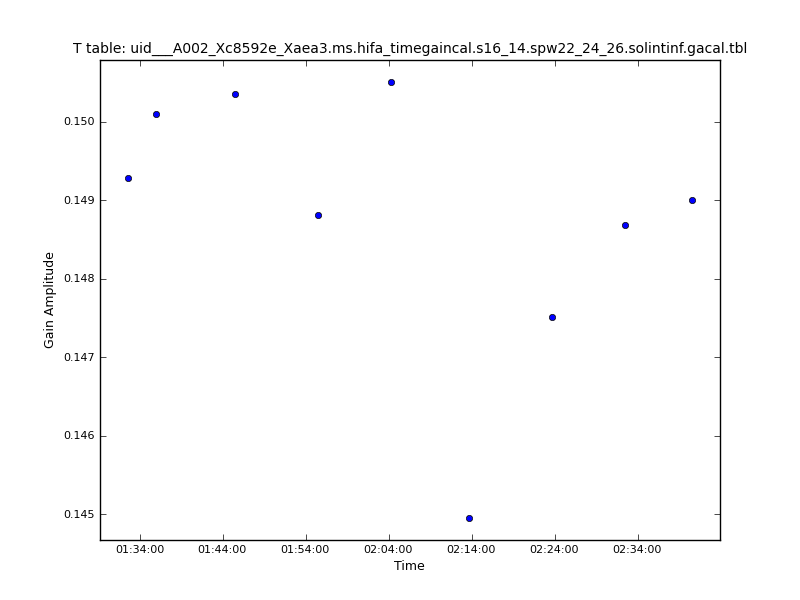 T table: uid___A002_Xc8592e_Xaea3.ms.hifa_timegaincal.s16_14.spw22_24_26.solintinf.gacal.tbl
0.150
0.149
0.148
Gain Amplitude
0.147
0.146
0.145
01:34:00 01:44:00 01:54:00 02:04:00 02:14:00 02:24:00 02:34:00
Time